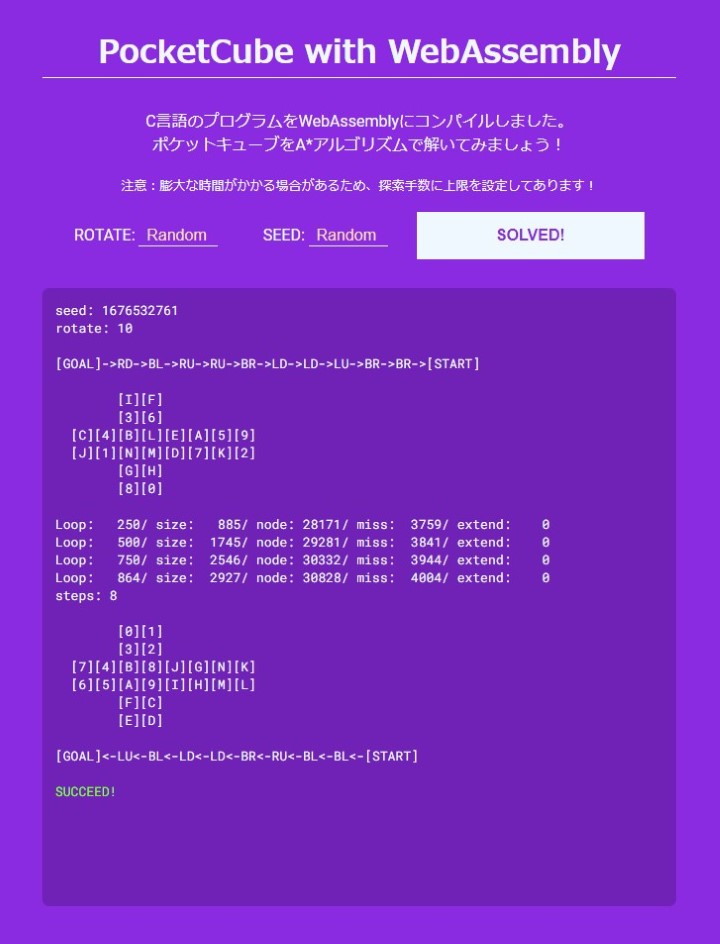 PocketCube with WebAssembly
C言語のプログラムをWebAssemblyにコンパイルしました。
ポケットキューブをA*アルゴリズムで解いてみましょう！
注意：膨大な時間がかかる場合があるため、探索手数に上限を設定してあります！
ROTATE: Random SEED: Random SOLVED!
seed: 1676532761
rotate: 10
[GOAL]->RD->BL->RU->RU->BR->LD->LD->LU->BR->BR->[START]
[I][F]
[3][6]
[C][4][B][L][E][A][5][9]
[J][1][N][M][D][7][K][2]
[G][H]
[8][0]
Loop:   250/ size:   885/ node: 28171/ miss:  3759/ extend:    0
Loop:   500/ size:  1745/ node: 29281/ miss:  3841/ extend:    0
Loop:   750/ size:  2546/ node: 30332/ miss:  3944/ extend:    0
Loop:   864/ size:  2927/ node: 30828/ miss:  4004/ extend:    0
steps: 8
[0][1]
[3][2]
[7][4][B][8][J][G][N][K]
[6][5][A][9][I][H][M][L]
[F][C]
[E][D]
[GOAL]<-LU<-BL<-LD<-LD<-BR<-RU<-BL<-BL<-[START]
SUCCEED!